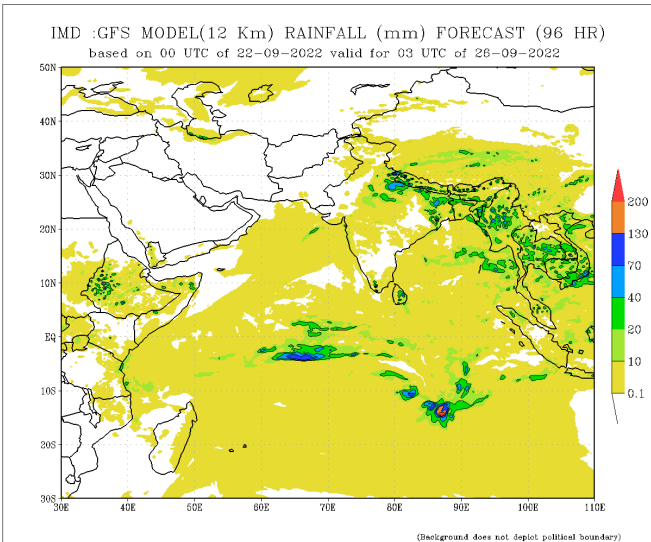 IMD :GFS MODEL(12 Km) RAINFALL (mm) FORECAST (96 HR)
based on 00 UTC of 22-09-2022 valid for 03 UTC of 26-09-2022
50N
40N
30N
20N
10N
EQ
10S
20S
30S
30E 40E 50E 60E 70E 80E 90E 100E 110E
200
130
70
40
20
10
0.1
(Background does not depict political boundary)